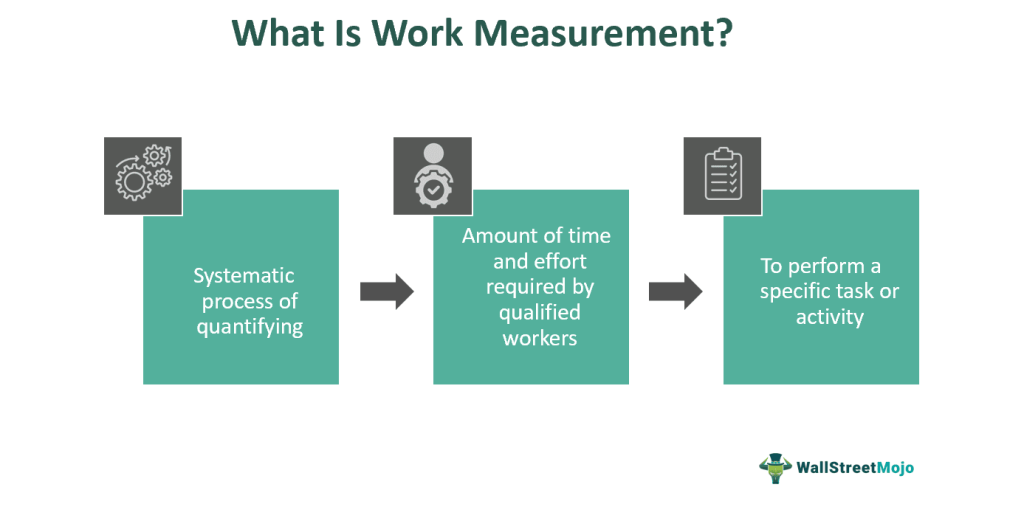 What Is Work Measurement?
Systematic
process of
quantifying
Amount of time
and effort
required by
qualified
workers
To perform a
specific task or
activity
WallStreetMojo